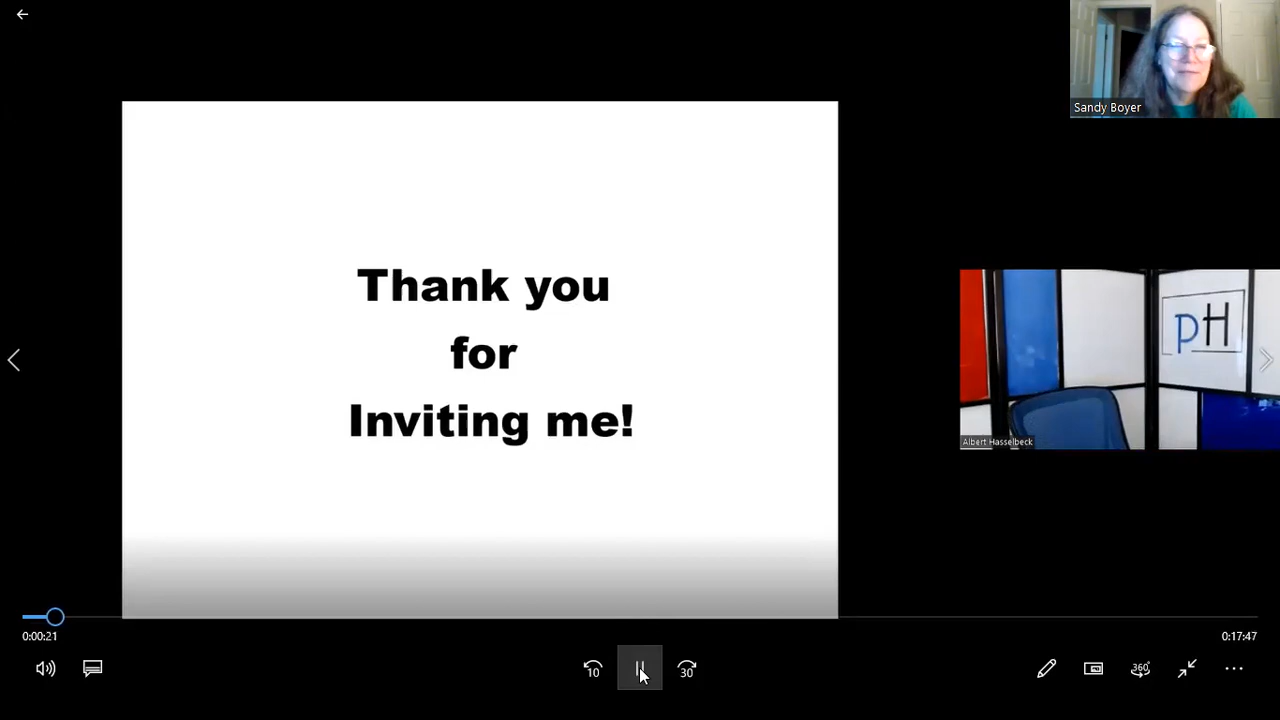 Sandy Boyer
Thank you
for
Inviting me!
pH
Albert Hasselbeck
0:00:21
0:17:47
10
30
360